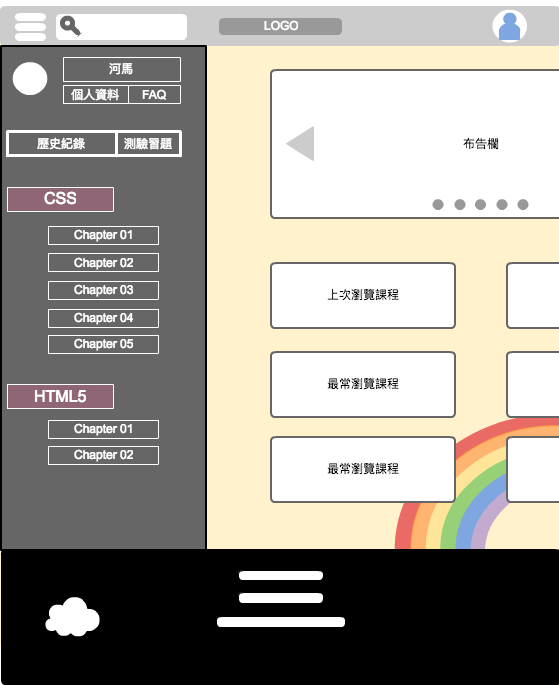 LOGO
河馬
個人資料 FAQ
歷史紀錄 測驗習題
CSS
Chapter 01
Chapter 02
Chapter 03
Chapter 04
Chapter 05
HTML5
Chapter 01
Chapter 02
布告欄
上次瀏覽課程
最常瀏覽課程
最常瀏覽課程